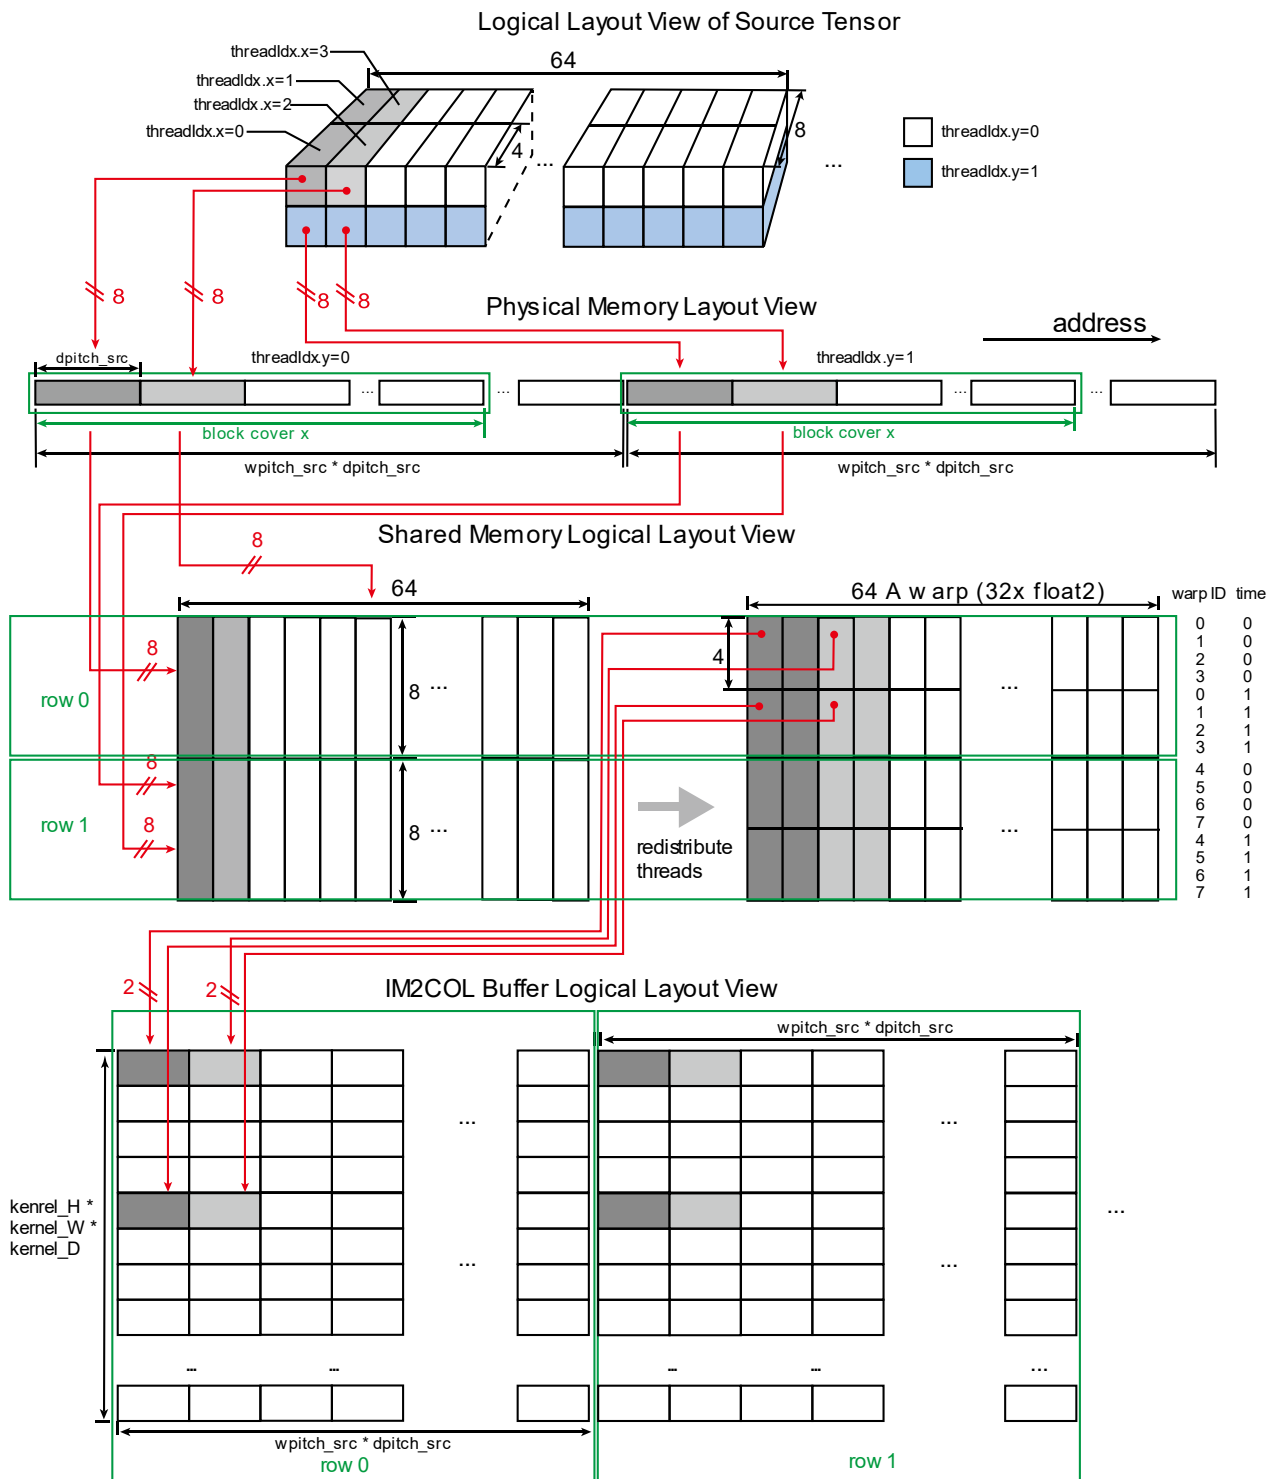 Logical Layout View of Source Tensor
threadIdx.x=3
64
threadIdx.x=1
threadIdx.x=2
threadIdx.x=0
4
8
...
...
threadIdx.y=0
threadIdx.y=1
8
8
8
8
Physical Memory Layout View
address
dpitch_src
threadIdx.y=0
threadIdx.y=1
...
...
...
...
block cover x
block cover x
wpitch_src * dpitch_src
wpitch_src * dpitch_src
Shared Memory Logical Layout View
8
64
64 A warp (32x float2)
warp ID time
0 0
1 0
2 0
3 0
0 1
1 1
2 1
3 1
4 0
5 0
6 0
7 0
4 1
5 1
6 1
7 1
8
4
row 0
8 ...
...
8
8
row 1
8 ...
...
redistribute
threads
2
2
IM2COL Buffer Logical Layout View
wpitch_src * dpitch_src
...
...
kenrel_H *
kernel_W *
kernel_D
...
...
...
... ... ... ... ...
wpitch_src * dpitch_src
row 0
row 1